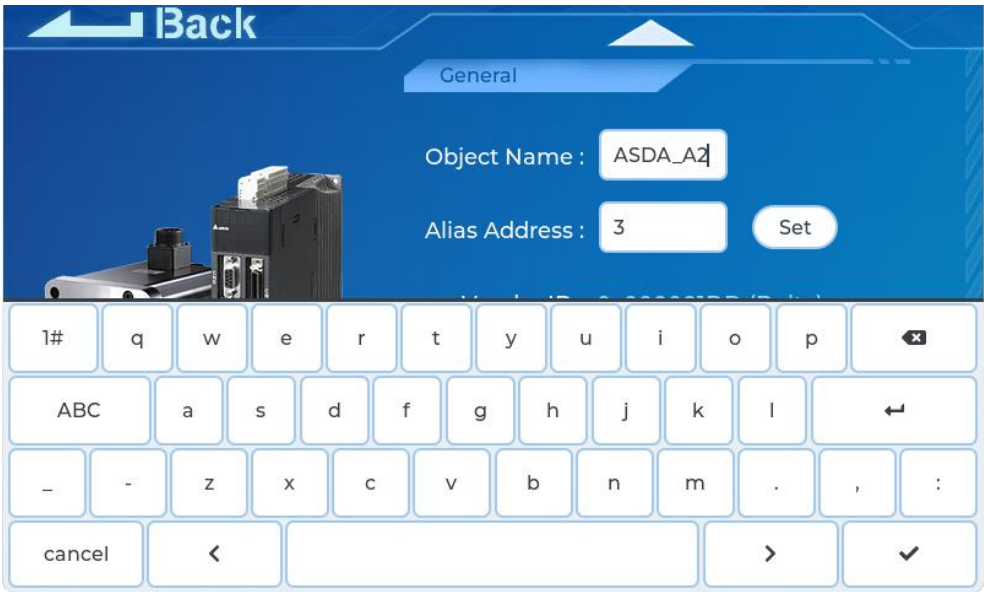 Back
General
Object Name : ASDA_A2
Alias Address : 3 Set
1# q w e r t y u i o p
ABC a s d f g h j k l
_ - z x c v b n m . , :
cancel < >